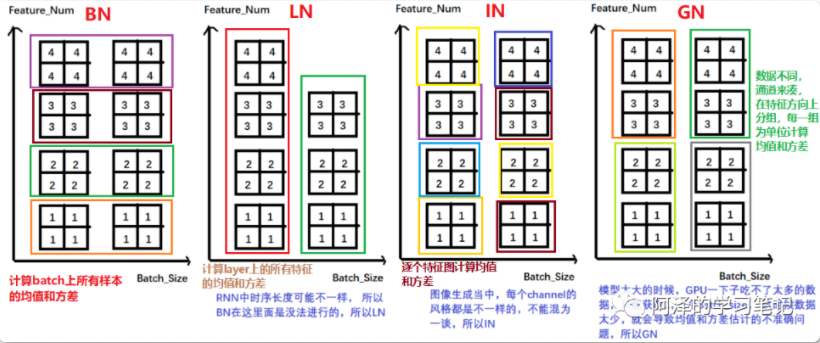 BN
Feature_Num
4 4 4 4
4 4 4 4
3 3 3 3
3 3 3 3
2 2 2 2
2 2 2 2
1 1 1 1
1 1 1 1
Batch_Size
计算batch上所有样本
的均值和方差
LN
Feature_Num
4 4
4 4
3 3 3 3
3 3 3 3
2 2 2 2
2 2 2 2
1 1 1 1
1 1 1 1
Batch_Size
计算layer上的所有特征
的均值和方差
RNN中时序长度可能不一样，所以
BN在这里面是没法进行的，所以LN
IN
Feature_Num
4 4 4 4
4 4 4 4
3 3 3 3
3 3 3 3
2 2 2 2
2 2 2 2
1 1 1 1
1 1 1 1
Batch_Size
逐个特征图计算均值
和方差
图像生成当中，每个channel的
风格都是不一样的，不能混为
一谈，所以IN
GN
Feature_Num
4 4 4 4
4 4 4 4
3 3 3 3
3 3 3 3
2 2 2 2
2 2 2 2
1 1 1 1
1 1 1 1
数据不同，
通道来凑，
在特征方向上
分组，每一组
为单位计算
均值和方差
Batch_Size
模型太大的时候，GPU一下子吃不了太多的数
数据
太少，就会导致均值和方差估计的不准确问
题，所以GN
阿泽的学习笔记